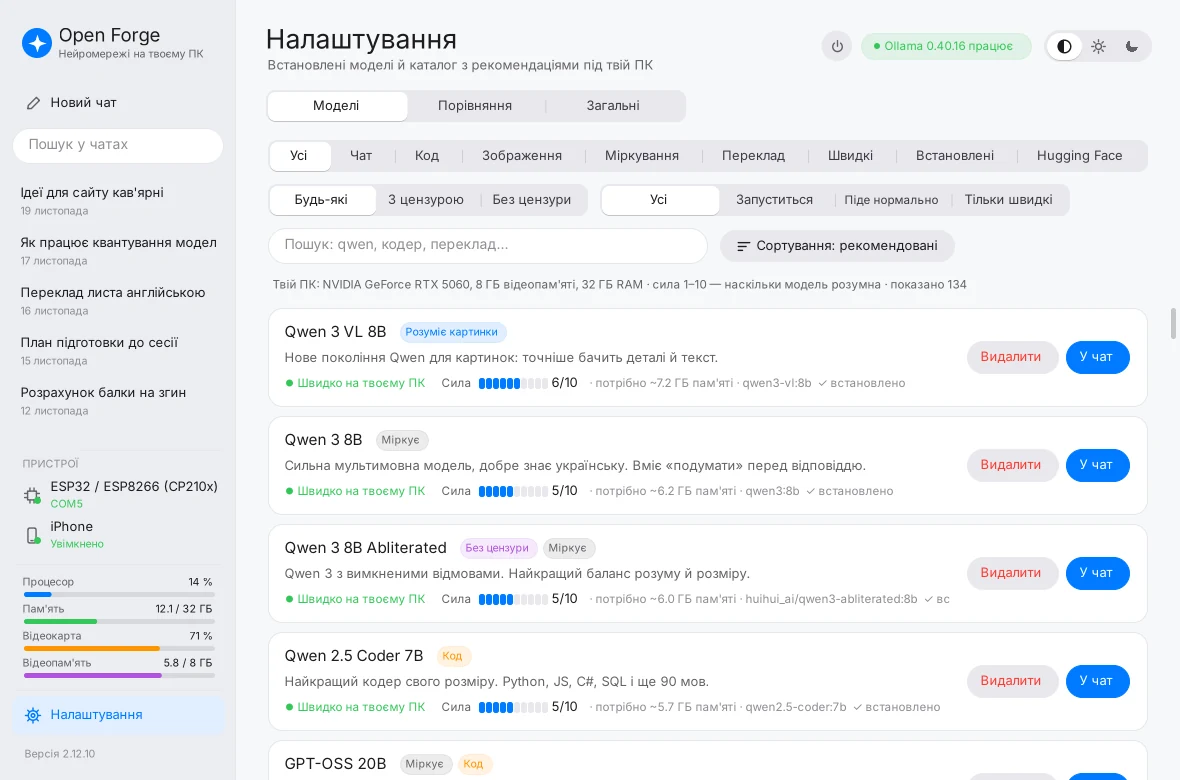 Open Forge
Нейромережі на твоєму ПК
Новий чат
Пошук у чатах
Ідеї для сайту кав'ярні
19 листопада
Як працює квантування модел
17 листопада
Переклад листа англійською
16 листопада
План підготовки до сесії
15 листопада
Розрахунок балки на згин
12 листопада
ПРИСТРОЇ
ESP32 / ESP8266 (CP210x)
COM5
iPhone
Увімкнено
Процесор 14 %
Пам'ять 12.1 / 32 ГБ
Відеокарта 71 %
Відеопам'ять 5.8 / 8 ГБ
Налаштування
Версія 2.12.10
Налаштування
Встановлені моделі й каталог з рекомендаціями під твій ПК
Ollama 0.40.16 працює
Моделі Порівняння Загальні
Усі Чат Код Зображення Міркування Переклад Швидкі Встановлені Hugging Face
Будь-які З цензурою Без цензури Усі Запуститься Піде нормально Тільки швидкі
Пошук: qwen, кодер, переклад... Сортування: рекомендовані
Твій ПК: NVIDIA GeForce RTX 5060, 8 ГБ відеопам'яті, 32 ГБ RAM · сила 1–10 — наскільки модель розумна · показано 134
Qwen 3 VL 8B Розуміє картинки
Нове покоління Qwen для картинок: точніше бачить деталі й текст.
Швидко на твоєму ПК Сила 6/10 · потрібно ~7.2 ГБ пам'яті · qwen3-vl:8b ✓ встановлено
Видалити У чат
Qwen 3 8B Міркує
Сильна мультимовна модель, добре знає українську. Вміє «подумати» перед відповіддю.
Швидко на твоєму ПК Сила 5/10 · потрібно ~6.2 ГБ пам'яті · qwen3:8b ✓ встановлено
Видалити У чат
Qwen 3 8B Abliterated Без цензури Міркує
Qwen 3 з вимкненими відмовами. Найкращий баланс розуму й розміру.
Швидко на твоєму ПК Сила 5/10 · потрібно ~6.0 ГБ пам'яті · huihui_ai/qwen3-abliterated:8b ✓ вс
Видалити У чат
Qwen 2.5 Coder 7B Код
Найкращий кодер свого розміру. Python, JS, C#, SQL і ще 90 мов.
Швидко на твоєму ПК Сила 5/10 · потрібно ~5.7 ГБ пам'яті · qwen2.5-coder:7b ✓ встановлено
Видалити У чат
GPT-OSS 20B Міркує Код